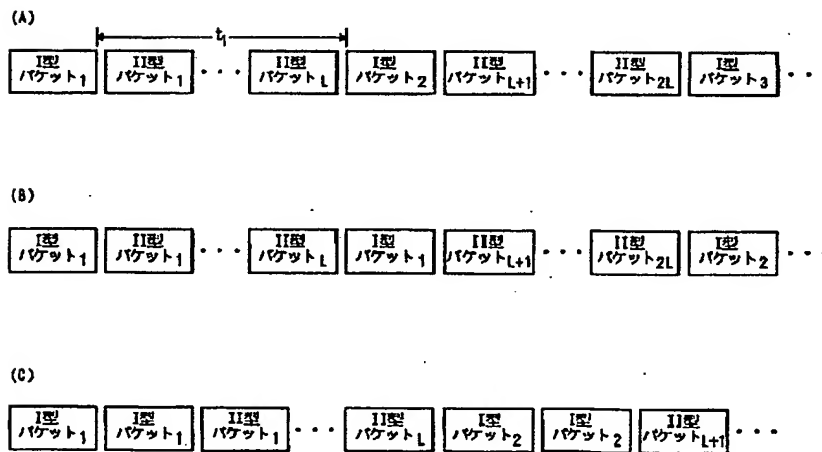 (A)
t1
I型 II型 ・・・ II型 I型 II型 ・・・ II型 I型 ・・
パケット1 パケット1 パケットL パケット2 パケットL+1 パケット2L パケット3
(B)
I型 II型 ・・・ II型 I型 II型 ・・・ II型 I型 ・・・
パケット1 パケット1 パケットL パケット1 パケットL+1 パケット2L パケット2
(C)
I型 I型 II型 ・・・ II型 I型 I型 II型 ・・・
パケット1 パケット1 パケット1 パケットL パケット2 パケット2 パケットL+1